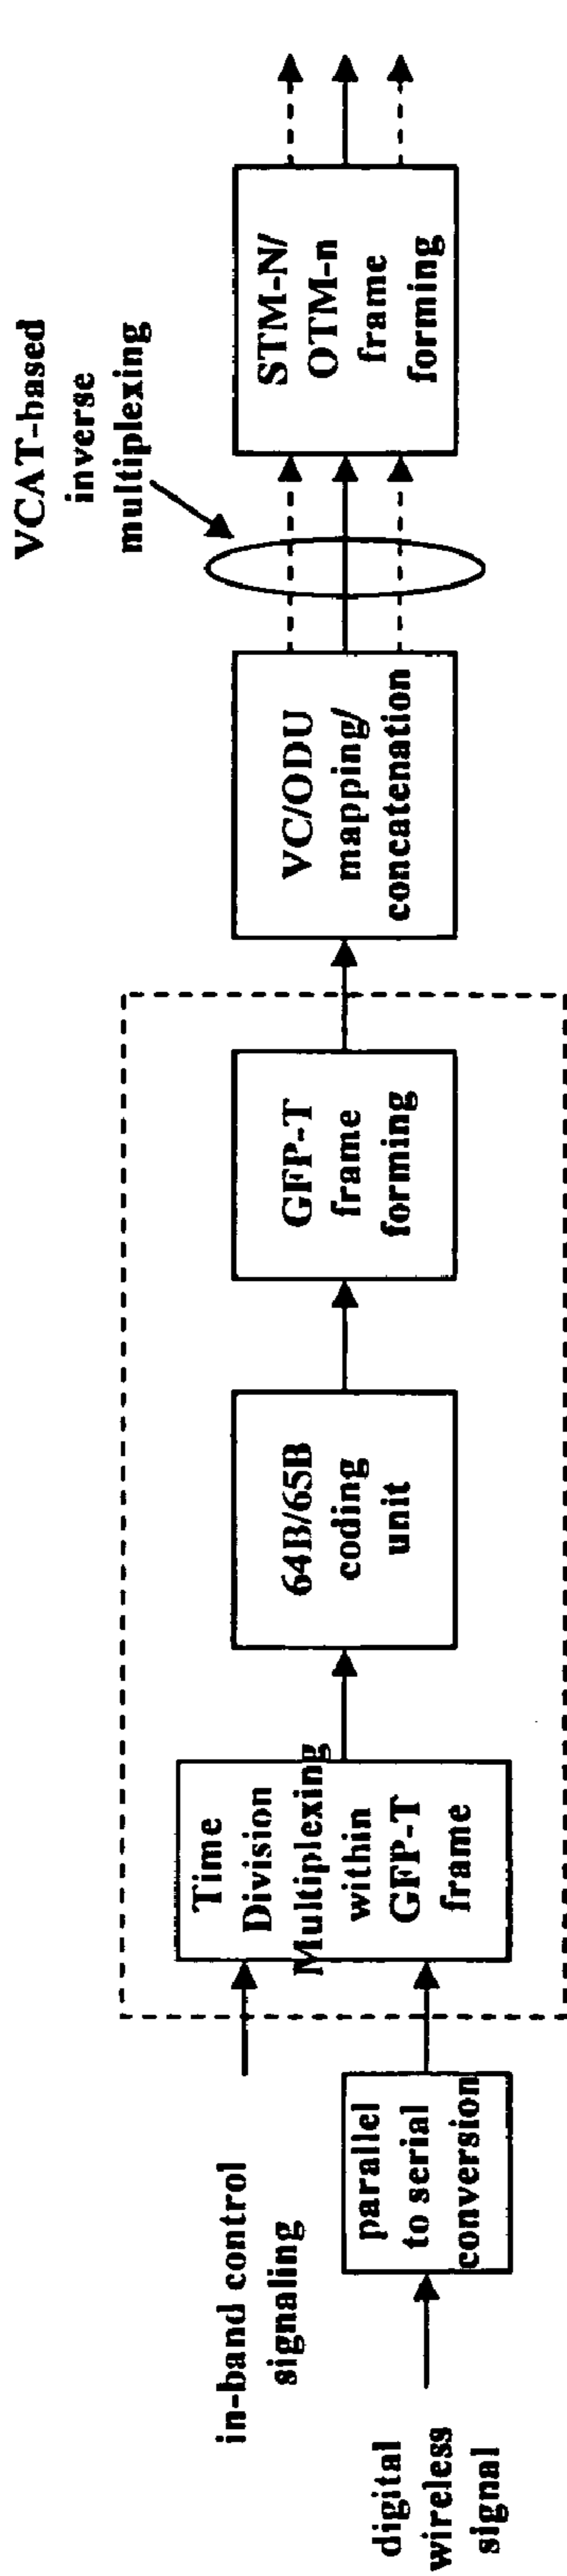 in-band control
signaling
digital
wireless
signal
parallel
to serial
conversion
Time
Division
Multiplexing
within
GFP-T
frame
64B/65B
coding
unit
GFP-T
frame
forming
VC/ODU
mapping/
concatenation
VCAT-based
inverse
multiplexing
STM-N/
OTM-n
frame
forming